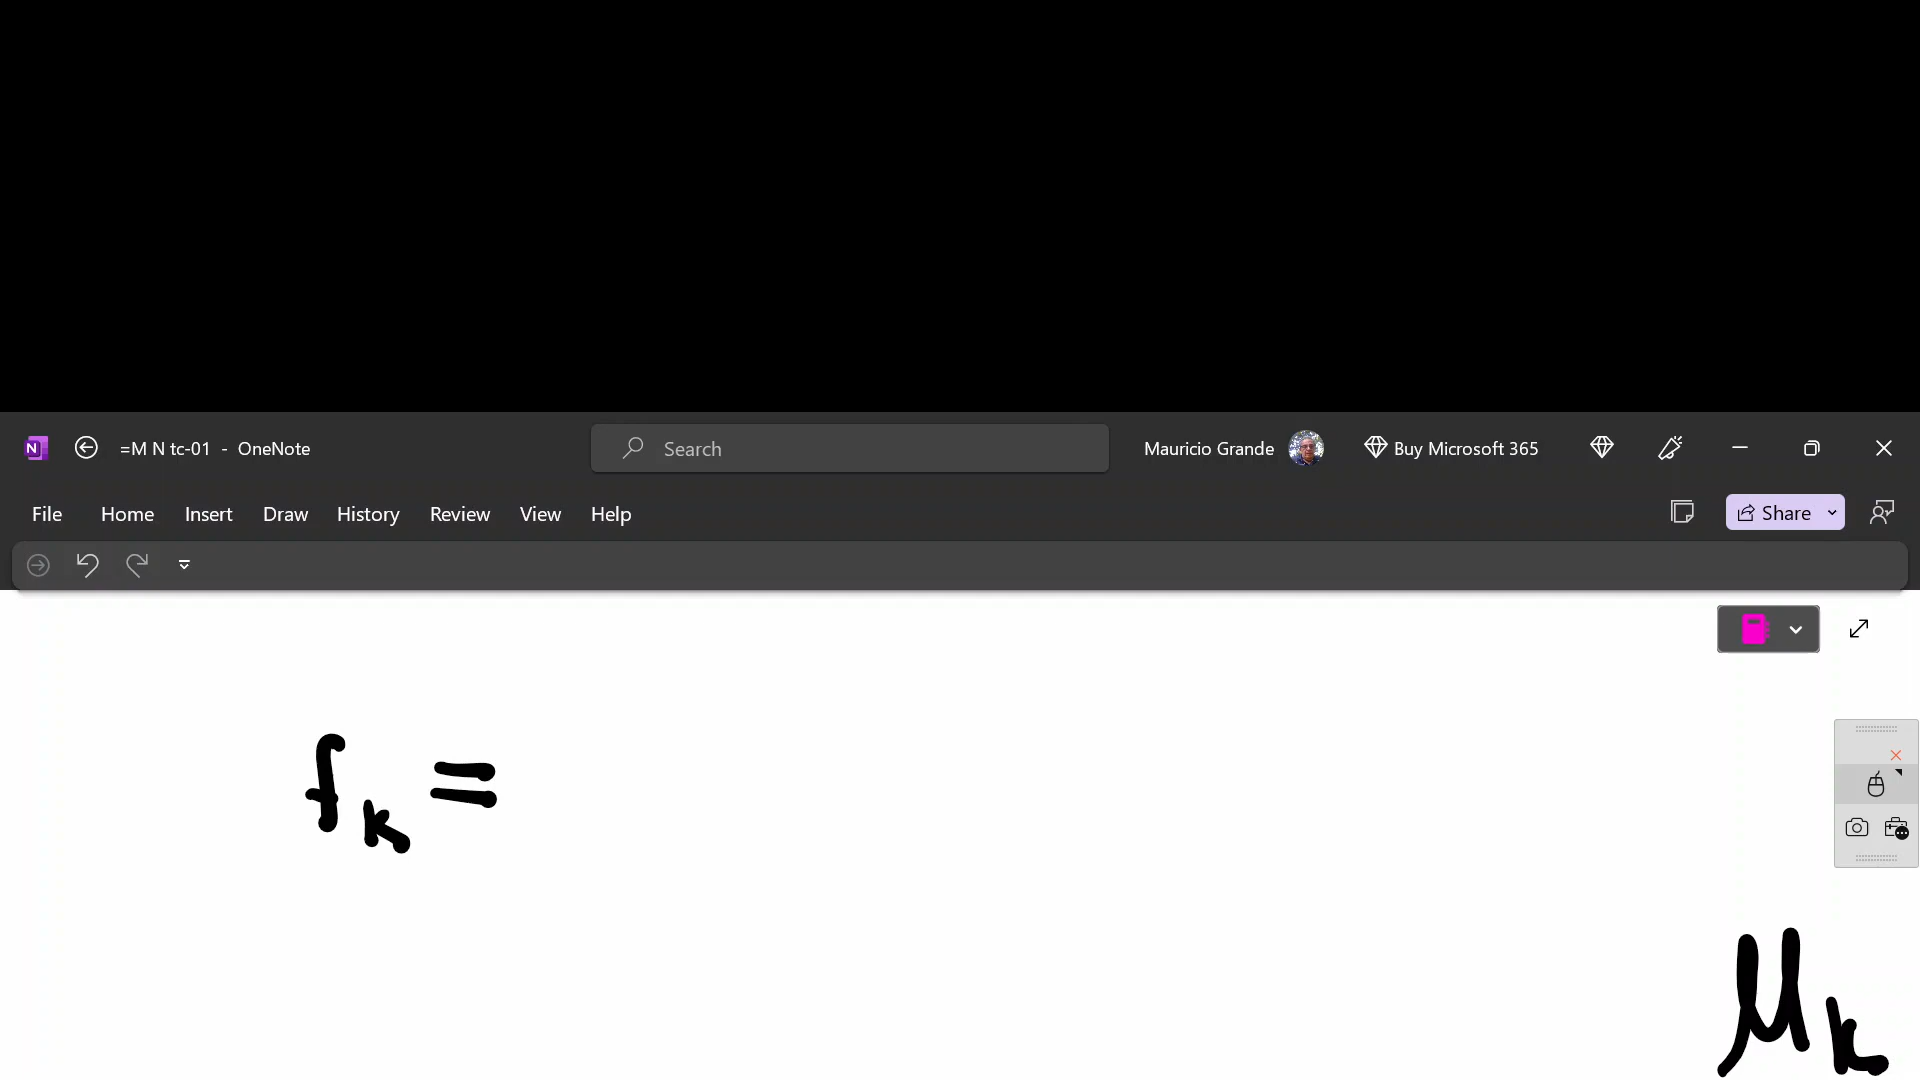 =M N tc-01 - OneNote Search Mauricio Grande Buy Microsoft 365
File Home Insert Draw History Review View Help Share
f_k =
μ_k